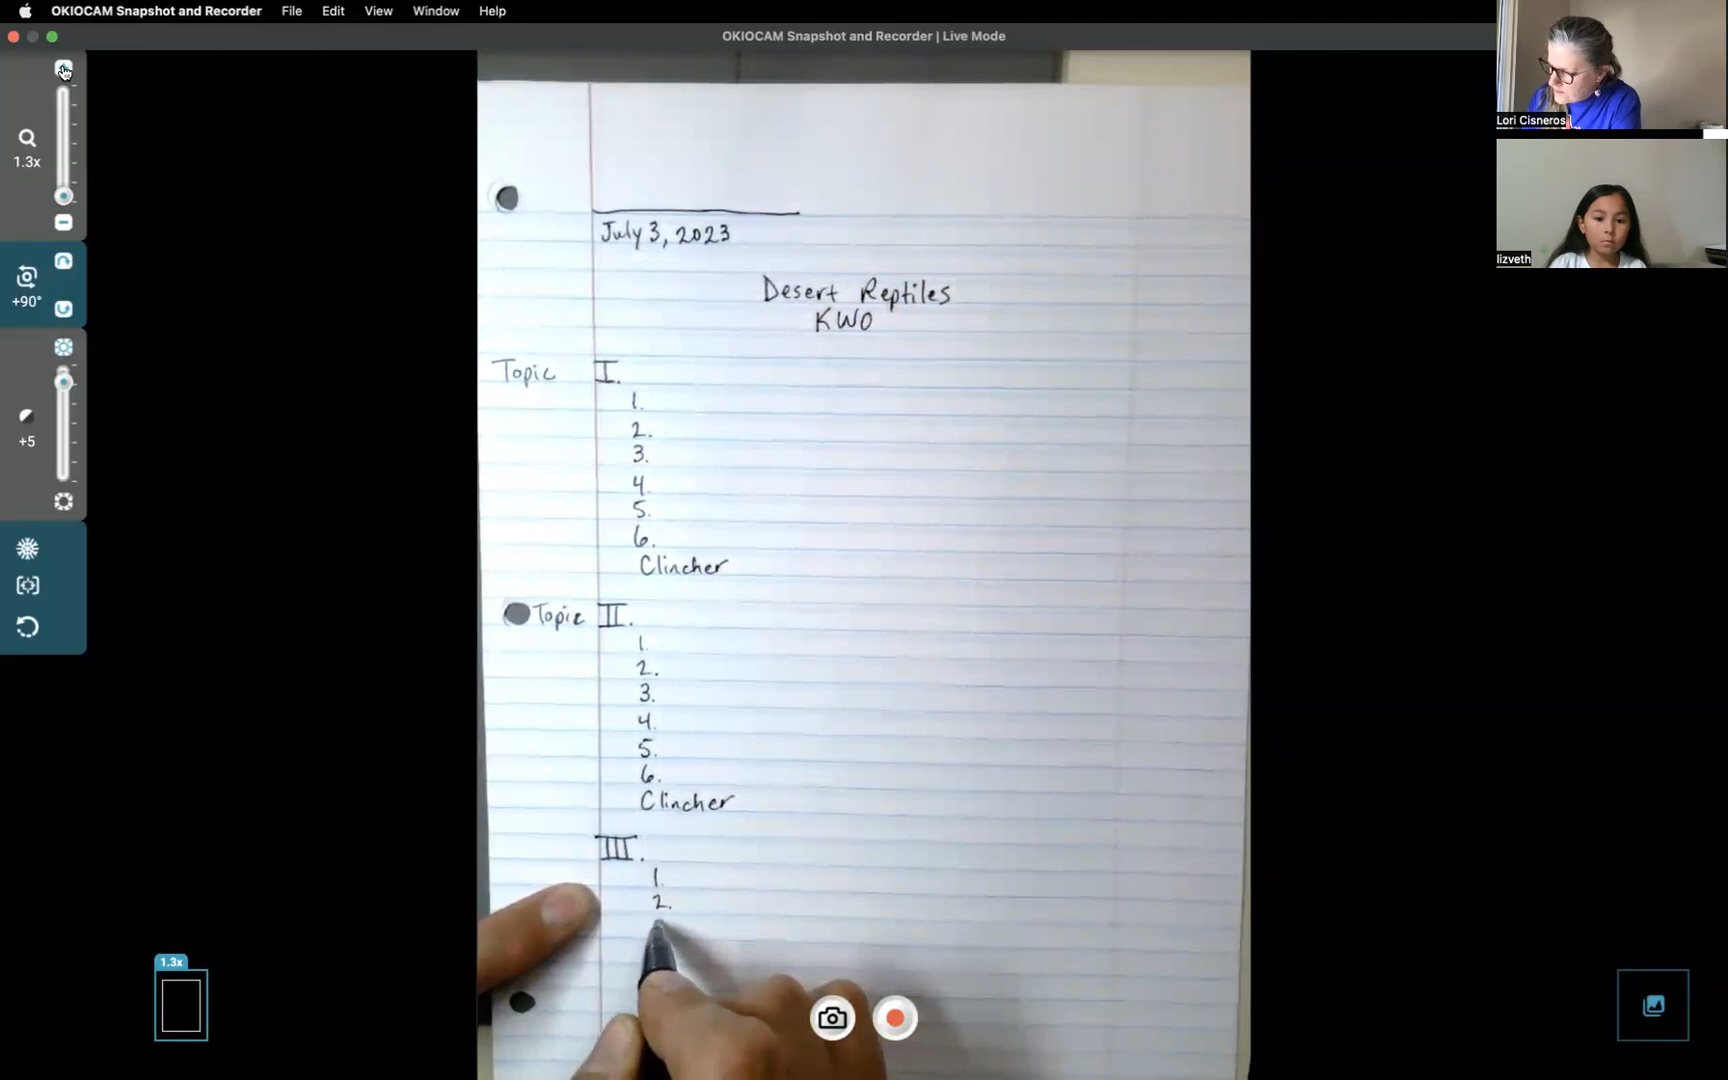 OKIOCAM Snapshot and Recorder File Edit View Window Help
OKIOCAM Snapshot and Recorder | Live Mode
Lori Cisneros
lizveth
1.3x
+90°
+5
1.3x
July 3, 2023
Desert Reptiles
KWO
Topic I.
1.
2.
3.
4.
5.
6.
Clincher
Topic II.
1.
2.
3.
4.
5.
6.
Clincher
III.
1.
2.